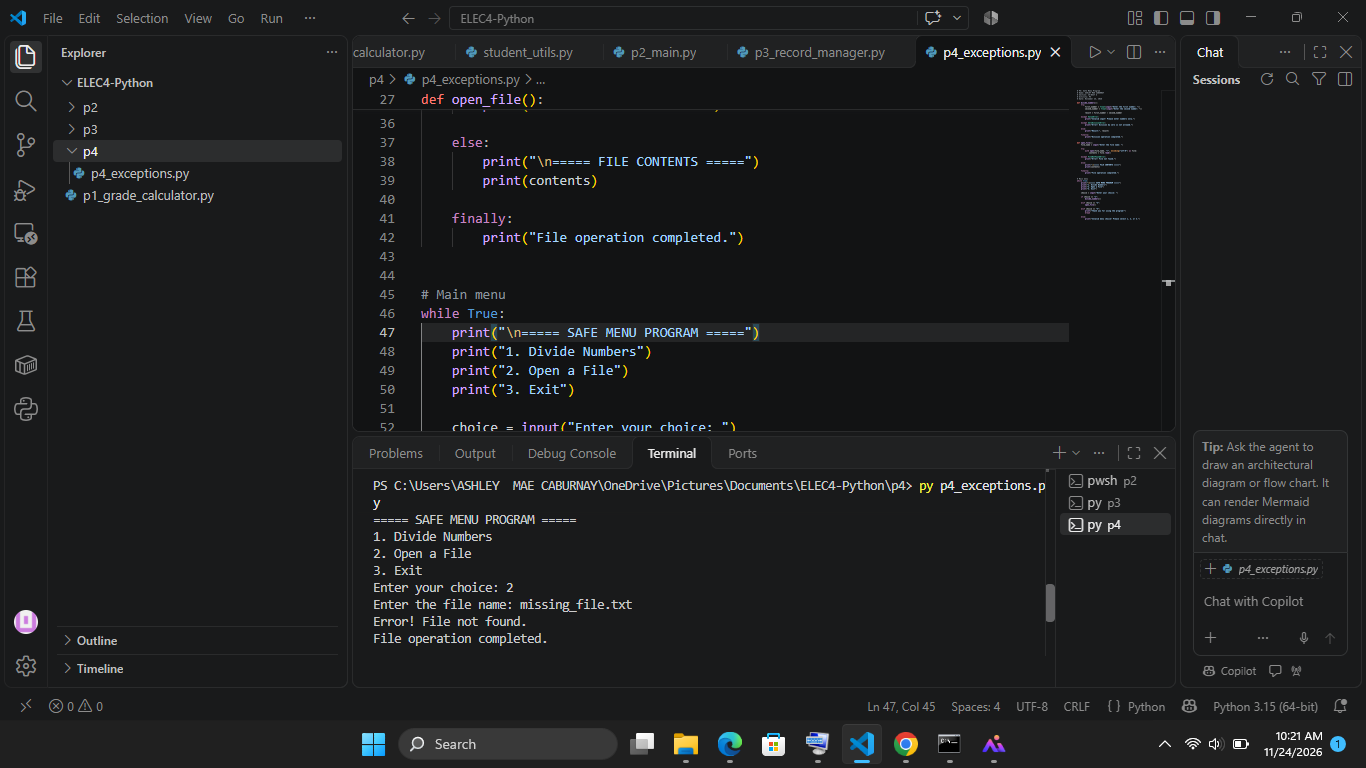 File Edit Selection View Go Run ··· ELEC4-Python
Explorer ···
ELEC4-Python
p2
p3
p4
p4_exceptions.py
p1_grade_calculator.py
Outline
Timeline
calculator.py student_utils.py p2_main.py p3_record_manager.py p4_exceptions.py
p4 > p4_exceptions.py > ...
27 def open_file():
36
37 else:
38 print("\n===== FILE CONTENTS =====")
39 print(contents)
40
41 finally:
42 print("File operation completed.")
43
44
45 # Main menu
46 while True:
47 print("\n===== SAFE MENU PROGRAM =====")
48 print("1. Divide Numbers")
49 print("2. Open a File")
50 print("3. Exit")
51
52 choice = input("Enter your choice: ")
Problems Output Debug Console Terminal Ports
PS C:\Users\ASHLEY  MAE CABURNAY\OneDrive\Pictures\Documents\ELEC4-Python\p4> py p4_exceptions.p
y
===== SAFE MENU PROGRAM =====
1. Divide Numbers
2. Open a File
3. Exit
Enter your choice: 2
Enter the file name: missing_file.txt
Error! File not found.
File operation completed.
pwsh p2
py p3
py p4
Chat
Sessions
Tip: Ask the agent to
draw an architectural
diagram or flow chart. It
can render Mermaid
diagrams directly in
chat.
p4_exceptions.py
Chat with Copilot
Copilot
0 0 Ln 47, Col 45 Spaces: 4 UTF-8 CRLF { } Python Python 3.15 (64-bit)
Search
10:21 AM
11/24/2026 1